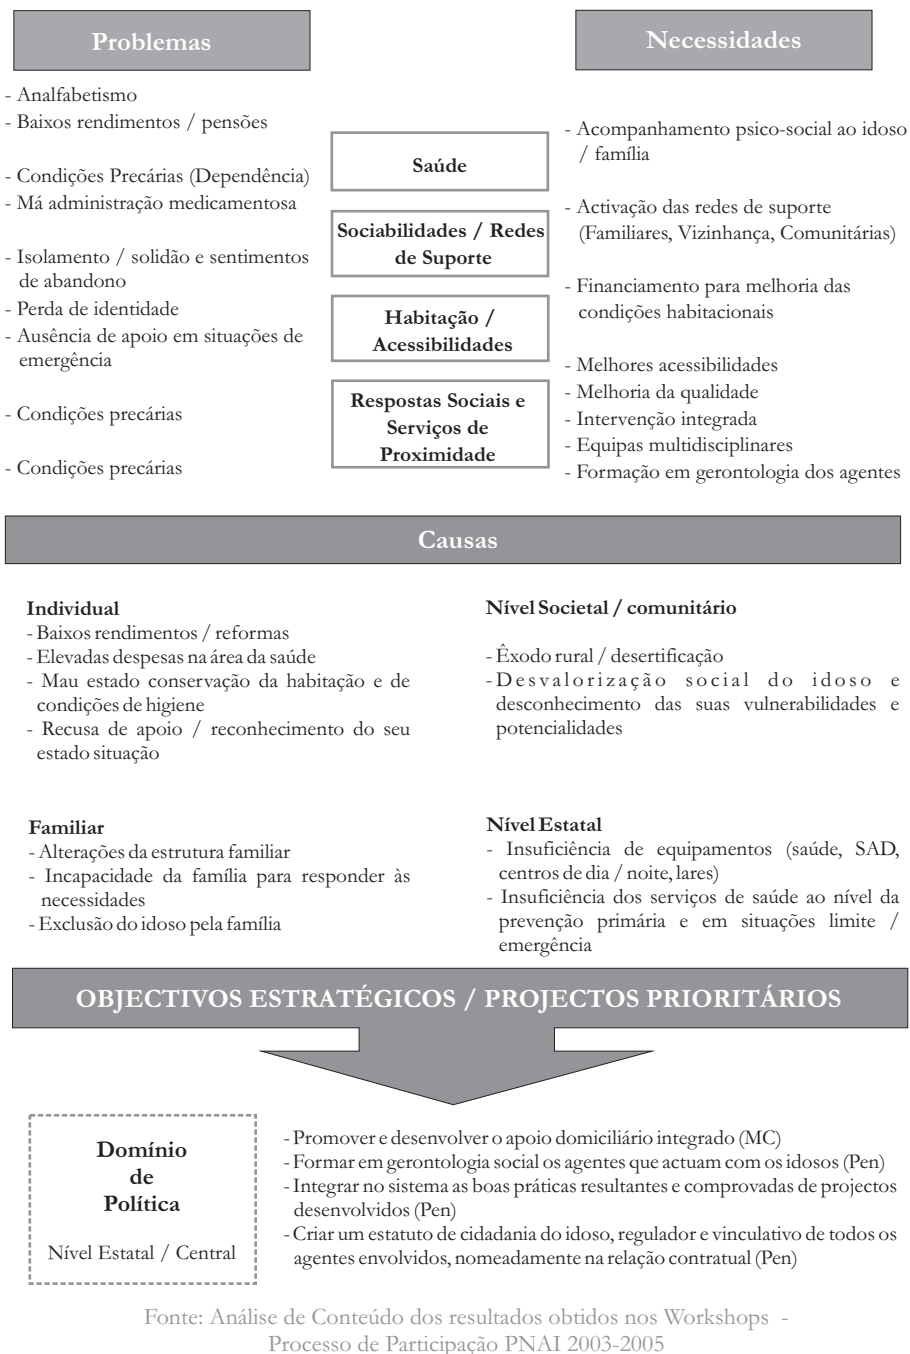 Problemas
- Analfabetismo
- Baixos rendimentos / pensões
- Condições Precárias (Dependência)
- Má administração medicamentosa
- Isolamento / solidão e sentimentos
de abandono
- Perda de identidade
- Ausência de apoio em situações de
emergência
- Condições precárias
- Condições precárias
Saúde
Sociabilidades / Redes
de Suporte
Habitação /
Acessibilidades
Respostas Sociais e
Serviços de
Proximidade
Necessidades
- Acompanhamento psico-social ao idoso
/ família
- Activação das redes de suporte
(Familiares, Vizinhança, Comunitárias)
- Financiamento para melhoria das
condições habitacionais
- Melhores acessibilidades
- Melhoria da qualidade
- Intervenção integrada
- Equipas multidisciplinares
- Formação em gerontologia dos agentes
Causas
Individual
- Baixos rendimentos / reformas
- Elevadas despesas na área da saúde
- Mau estado conservação da habitação e de
condições de higiene
- Recusa de apoio / reconhecimento do seu
estado situação
Nível Societal / comunitário
- Êxodo rural / desertificação
- Desvalorização social do idoso e
desconhecimento das suas vulnerabilidades e
potencialidades
Familiar
- Alterações da estrutura familiar
- Incapacidade da família para responder às
necessidades
- Exclusão do idoso pela família
Nível Estatal
- Insuficiência de equipamentos (saúde, SAD,
centros de dia / noite, lares)
- Insuficiência dos serviços de saúde ao nível da
prevenção primária e em situações limite /
emergência
OBJECTIVOS ESTRATÉGICOS / PROJECTOS PRIORITÁRIOS
Domínio
de
Política
Nível Estatal / Central
- Promover e desenvolver o apoio domiciliário integrado (MC)
- Formar em gerontologia social os agentes que actuam com os idosos (Pen)
- Integrar no sistema as boas práticas resultantes e comprovadas de projectos
desenvolvidos (Pen)
- Criar um estatuto de cidadania do idoso, regulador e vinculativo de todos os
agentes envolvidos, nomeadamente na relação contratual (Pen)
Fonte: Análise de Conteúdo dos resultados obtidos nos Workshops -
Processo de Participação PNAI 2003-2005